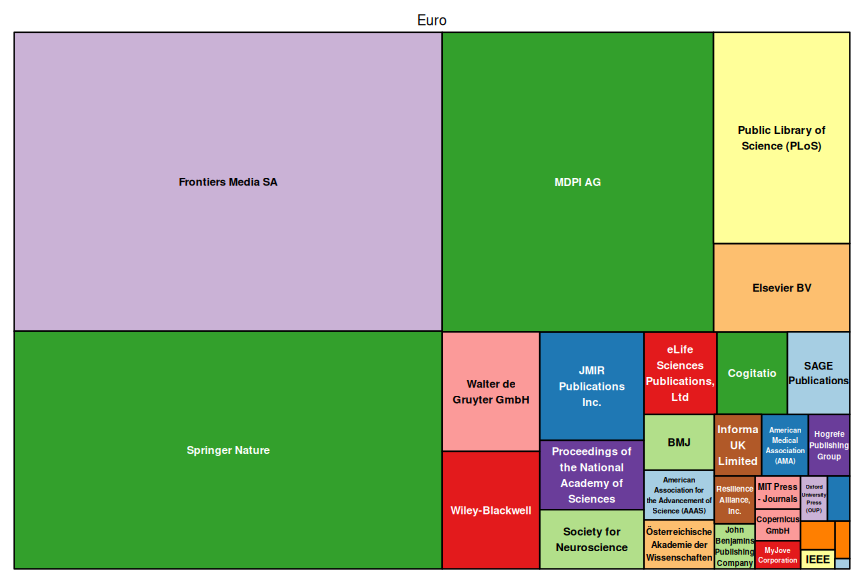 Euro
Frontiers Media SA
MDPI AG
Public Library of
Science (PLoS)
Elsevier BV
Springer Nature
Walter de
Gruyter GmbH
Wiley-Blackwell
JMIR
Publications
Inc.
Proceedings of
the National
Academy of
Sciences
Society for
Neuroscience
eLife
Sciences
Publications,
Ltd
Cogitatio
SAGE
Publications
BMJ
American
Association for
the Advancement of
Science (AAAS)
Österreichische
Akademie der
Wissenschaften
Informa
UK
Limited
American
Medical
Association
(AMA)
Hogrefe
Publishing
Group
Resilience
Alliance,
Inc.
John
Benjamins
Publishing
Company
MIT Press
- Journals
Copernicus
GmbH
MyJove
Corporation
Oxford
University
Press
(OUP)
IEEE